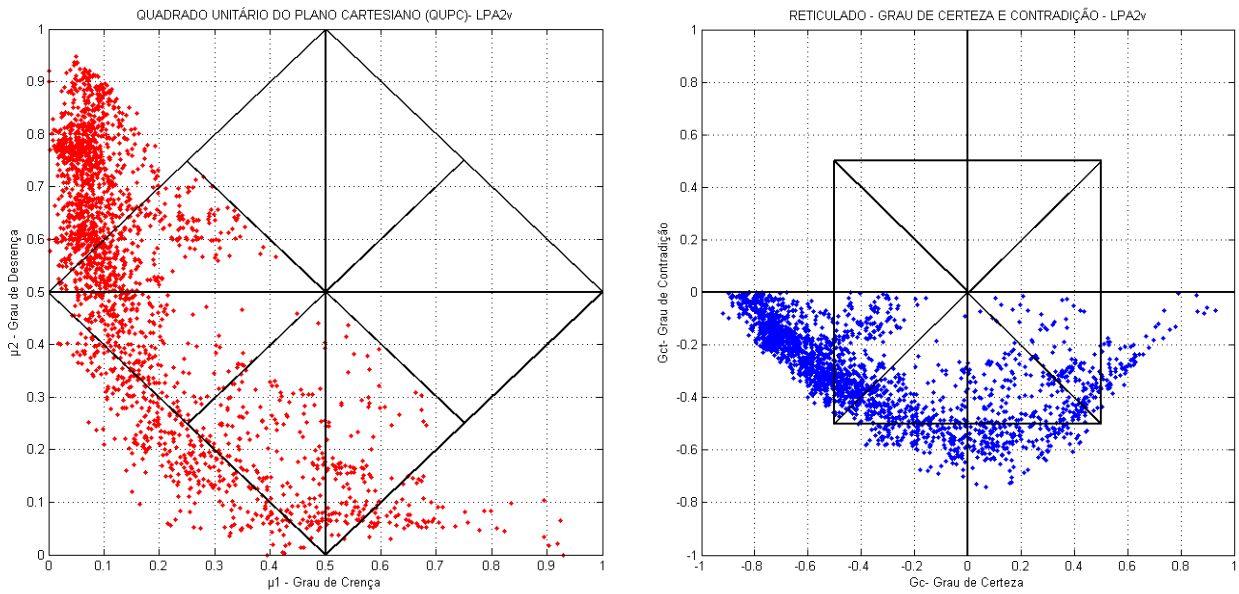 QUADRADO UNITÁRIO DO PLANO CARTESIANO (QUPC)- LPA2v
1
0.9
0.8
0.7
0.6
0.5
0.4
0.3
0.2
0.1
0
µ2 - Grau de Desrença
0 0.1 0.2 0.3 0.4 0.5 0.6 0.7 0.8 0.9 1
µ1 - Grau de Crença
RETICULADO - GRAU DE CERTEZA E CONTRADIÇÃO - LPA2v
1
0.8
0.6
0.4
0.2
0
-0.2
-0.4
-0.6
-0.8
-1
Gct- Grau de Contradição
-1 -0.8 -0.6 -0.4 -0.2 0 0.2 0.4 0.6 0.8 1
Gc- Grau de Certeza